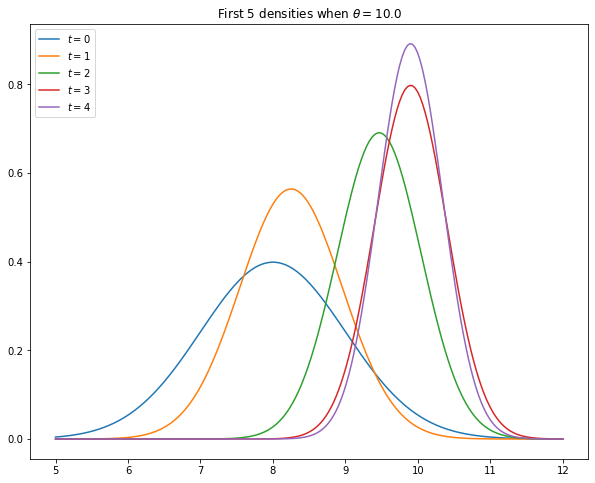 First 5 densities when θ = 10.0
t = 0
t = 1
t = 2
t = 3
t = 4
0.8
0.6
0.4
0.2
0.0
5 6 7 8 9 10 11 12